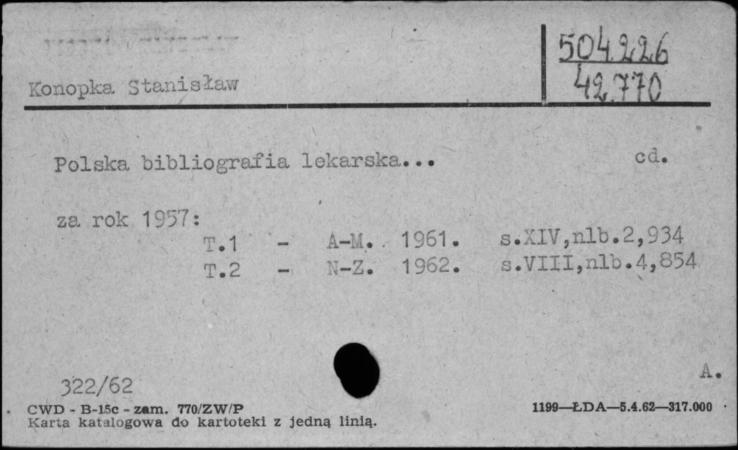 504226
Konopka Stanisław 42.770
Polska bibliografia lekarska... cd.
za rok 1957:
T.1 - A-M. 1961. s.XIV,nlb.2,934
T.2 - N-Z. 1962. s.VIII,nlb.4,854
A.
322/62
CWD - B-15c - zam. 770/ZW/P 1199—ŁDA—5.4.62—317.000
Karta katalogowa do kartoteki z jedną linią.